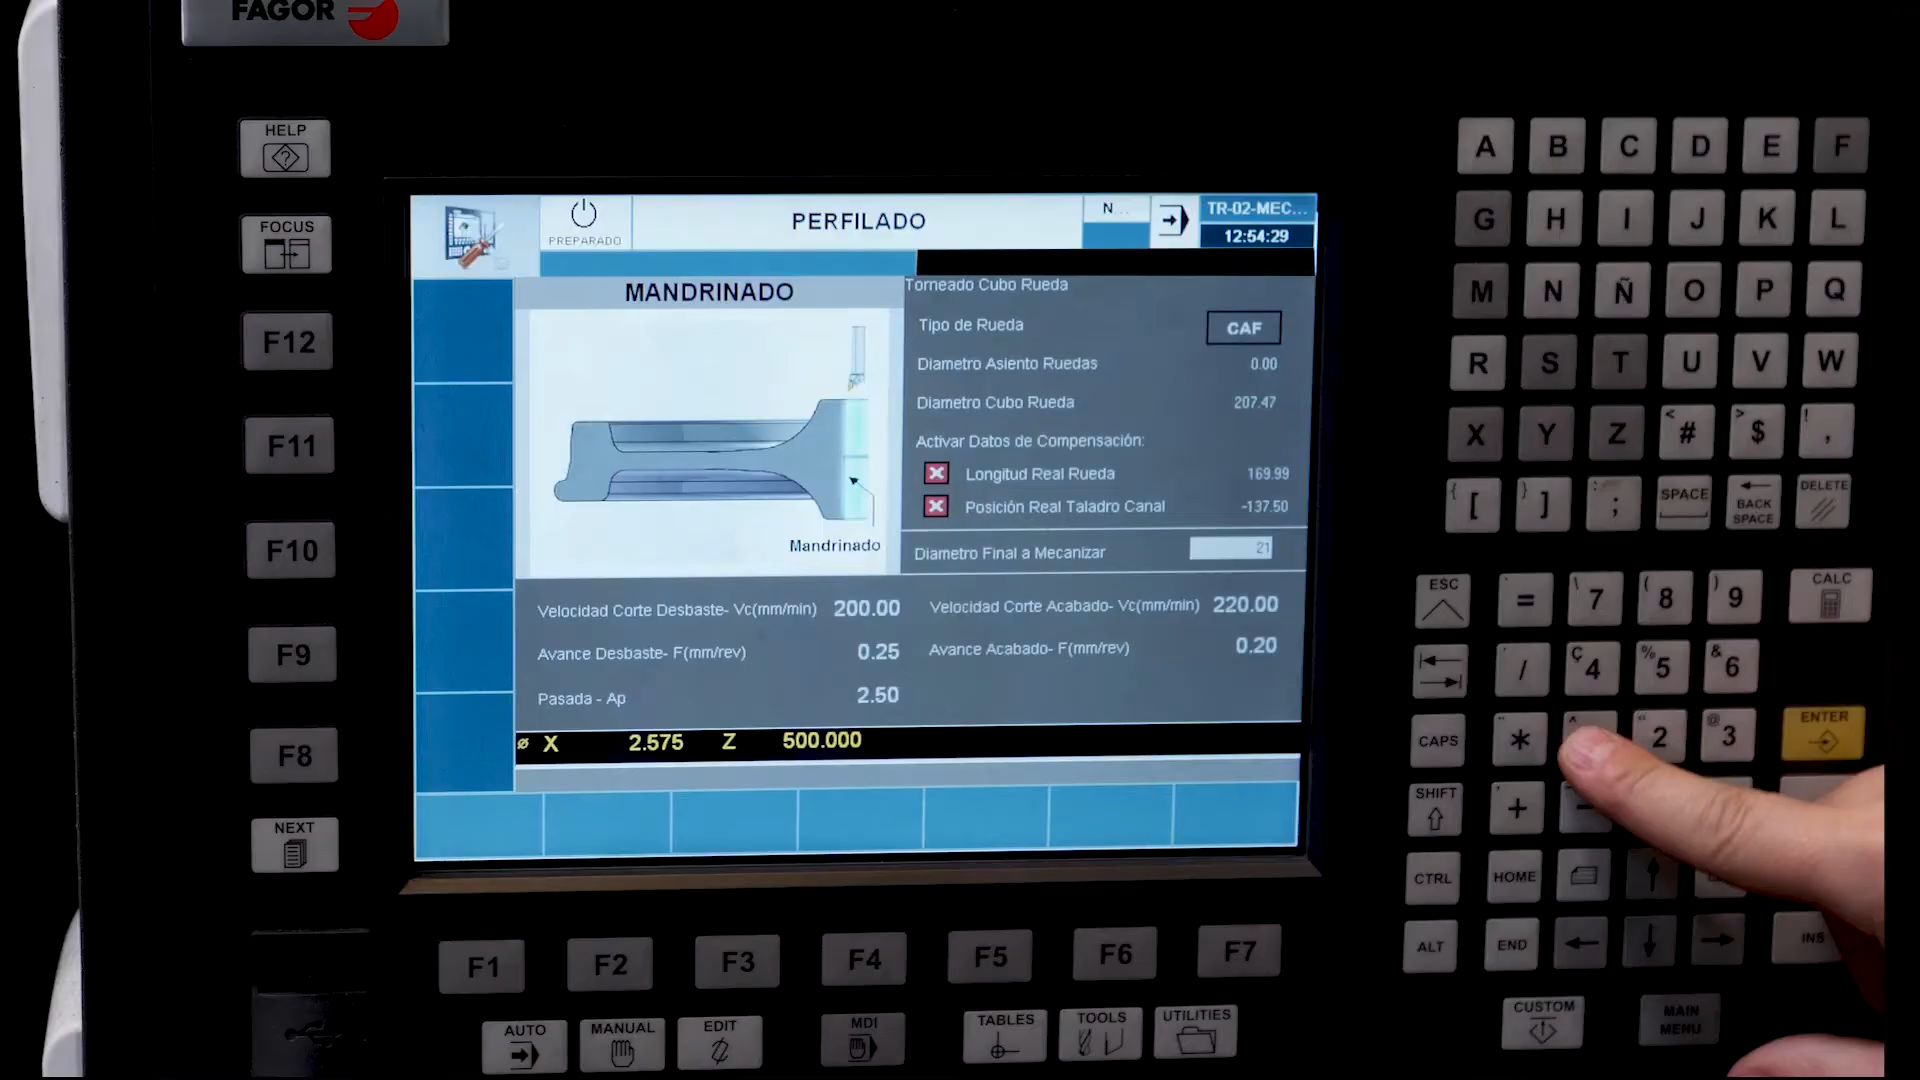 FAGOR
HELP
FOCUS
F12
F11
F10
F9
F8
NEXT
PREPARADO
PERFILADO
N...
TR-02-MEC...
12:54:29
MANDRINADO
Mandrinado
Torneado Cubo Rueda
Tipo de Rueda CAF
Diametro Asiento Ruedas 0.00
Diametro Cubo Rueda 207.47
Activar Datos de Compensación:
Longitud Real Rueda 169.99
Posición Real Taladro Canal -137.50
Diametro Final a Mecanizar 21
Velocidad Corte Desbaste- Vc(mm/min) 200.00 Velocidad Corte Acabado- Vc(mm/min) 220.00
Avance Desbaste- F(mm/rev) 0.25 Avance Acabado- F(mm/rev) 0.20
Pasada - Ap 2.50
Ø X 2.575 Z 500.000
F1 F2 F3 F4 F5 F6 F7
AUTO MANUAL EDIT MDI TABLES TOOLS UTILITIES
A B C D E F
G H I J K L
M N Ñ O P Q
R S T U V W
X Y Z < # > $ ! ,
{ [ } ] : ; SPACE BACK SPACE DELETE
ESC = \ 7 ( 8 ) 9 CALC
/ Ç 4 % 5 & 6
CAPS " * ^ 2 @ 3 ENTER
SHIFT + -
CTRL HOME
ALT END INS
CUSTOM MAIN MENU